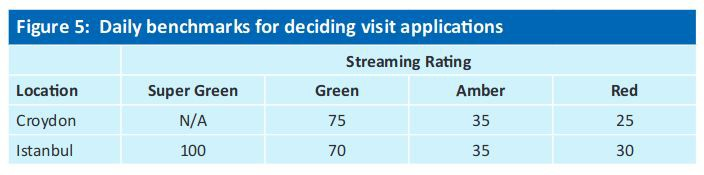 Figure 5: Daily benchmarks for deciding visit applications
Streaming Rating
Location Super Green Green Amber Red
Croydon N/A 75 35 25
Istanbul 100 70 35 30